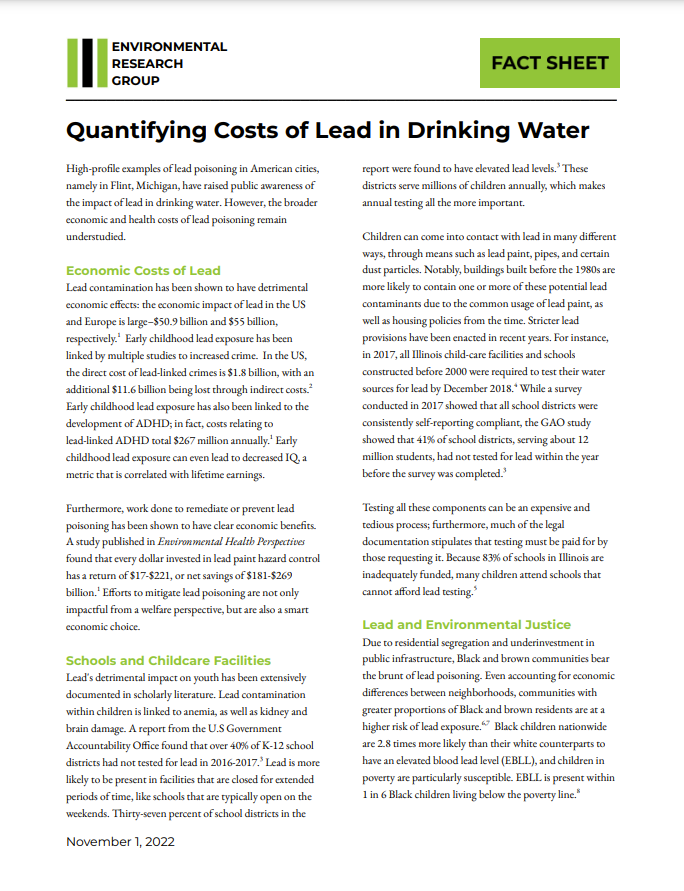 ENVIRONMENTAL
RESEARCH
GROUP
FACT SHEET
Quantifying Costs of Lead in Drinking Water
High-profile examples of lead poisoning in American cities,
namely in Flint, Michigan, have raised public awareness of
the impact of lead in drinking water. However, the broader
economic and health costs of lead poisoning remain
understudied.
Economic Costs of Lead
Lead contamination has been shown to have detrimental
economic effects: the economic impact of lead in the US
and Europe is large–$50.9 billion and $55 billion,
respectively.¹ Early childhood lead exposure has been
linked by multiple studies to increased crime. In the US,
the direct cost of lead-linked crimes is $1.8 billion, with an
additional $11.6 billion being lost through indirect costs.²
Early childhood lead exposure has also been linked to the
development of ADHD; in fact, costs relating to
lead-linked ADHD total $267 million annually.¹ Early
childhood lead exposure can even lead to decreased IQ, a
metric that is correlated with lifetime earnings.
Furthermore, work done to remediate or prevent lead
poisoning has been shown to have clear economic benefits.
A study published in Environmental Health Perspectives
found that every dollar invested in lead paint hazard control
has a return of $17-$221, or net savings of $181-$269
billion.¹ Efforts to mitigate lead poisoning are not only
impactful from a welfare perspective, but are also a smart
economic choice.
Schools and Childcare Facilities
Lead's detrimental impact on youth has been extensively
documented in scholarly literature. Lead contamination
within children is linked to anemia, as well as kidney and
brain damage. A report from the U.S Government
Accountability Office found that over 40% of K-12 school
districts had not tested for lead in 2016-2017.³ Lead is more
likely to be present in facilities that are closed for extended
periods of time, like schools that are typically open on the
weekends. Thirty-seven percent of school districts in the
report were found to have elevated lead levels.³ These
districts serve millions of children annually, which makes
annual testing all the more important.
Children can come into contact with lead in many different
ways, through means such as lead paint, pipes, and certain
dust particles. Notably, buildings built before the 1980s are
more likely to contain one or more of these potential lead
contaminants due to the common usage of lead paint, as
well as housing policies from the time. Stricter lead
provisions have been enacted in recent years. For instance,
in 2017, all Illinois child-care facilities and schools
constructed before 2000 were required to test their water
sources for lead by December 2018.⁴ While a survey
conducted in 2017 showed that all school districts were
consistently self-reporting compliant, the GAO study
showed that 41% of school districts, serving about 12
million students, had not tested for lead within the year
before the survey was completed.³
Testing all these components can be an expensive and
tedious process; furthermore, much of the legal
documentation stipulates that testing must be paid for by
those requesting it. Because 83% of schools in Illinois are
inadequately funded, many children attend schools that
cannot afford lead testing.⁵
Lead and Environmental Justice
Due to residential segregation and underinvestment in
public infrastructure, Black and brown communities bear
the brunt of lead poisoning. Even accounting for economic
differences between neighborhoods, communities with
greater proportions of Black and brown residents are at a
higher risk of lead exposure.⁶,⁷ Black children nationwide
are 2.8 times more likely than their white counterparts to
have an elevated blood lead level (EBLL), and children in
poverty are particularly susceptible. EBLL is present within
1 in 6 Black children living below the poverty line.⁸
November 1, 2022